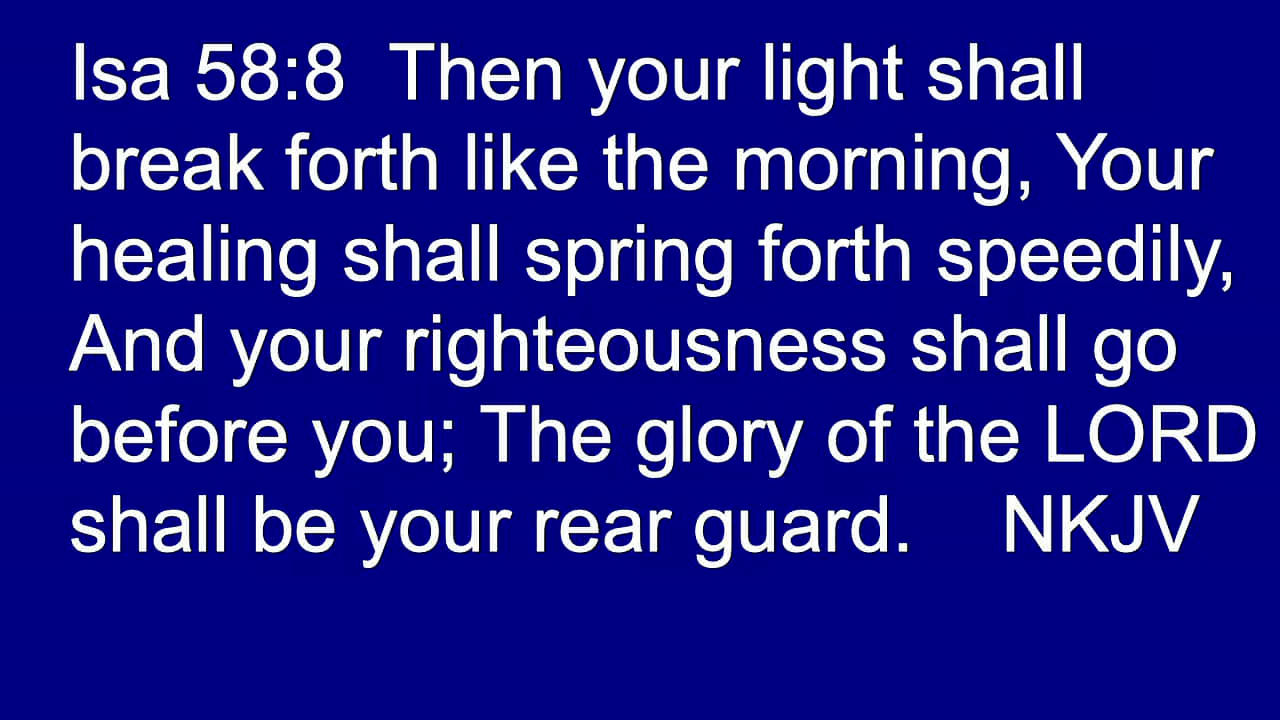 Isa 58:8  Then your light shall
break forth like the morning, Your
healing shall spring forth speedily,
And your righteousness shall go
before you; The glory of the LORD
shall be your rear guard.    NKJV